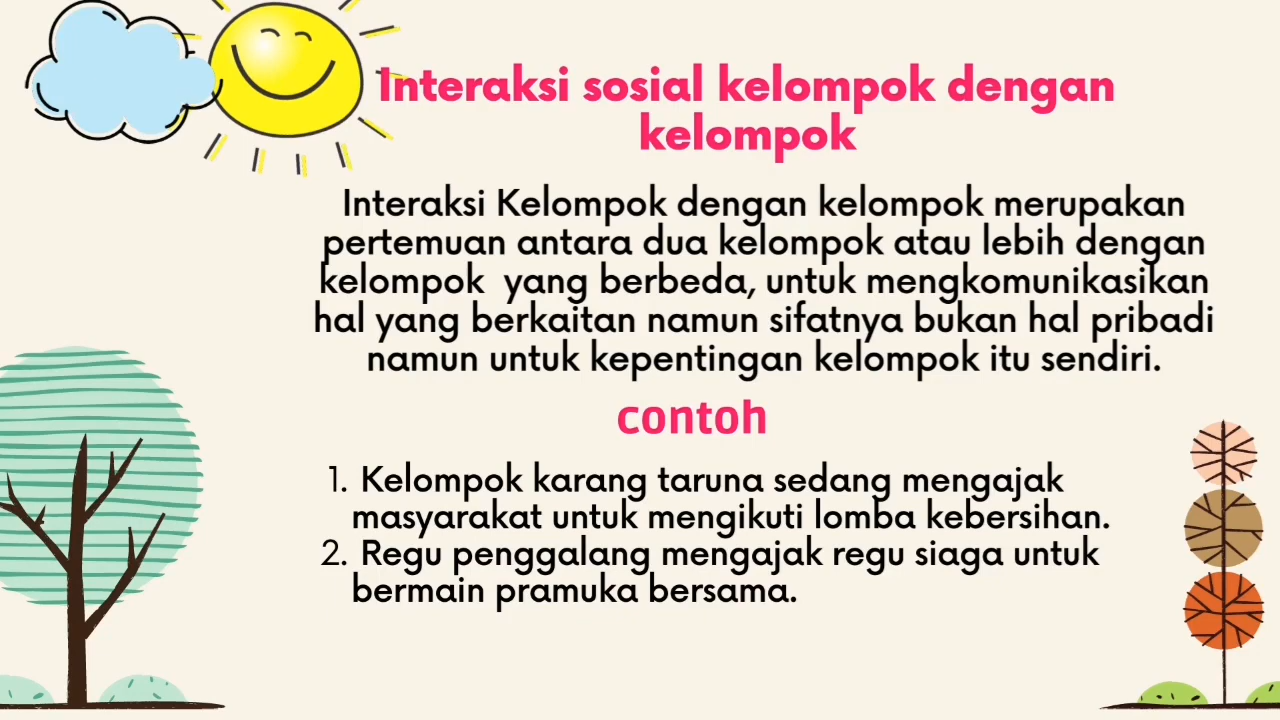 Interaksi sosial kelompok dengan
kelompok
Interaksi Kelompok dengan kelompok merupakan
pertemuan antara dua kelompok atau lebih dengan
kelompok yang berbeda, untuk mengkomunikasikan
hal yang berkaitan namun sifatnya bukan hal pribadi
namun untuk kepentingan kelompok itu sendiri.
contoh
1. Kelompok karang taruna sedang mengajak
masyarakat untuk mengikuti lomba kebersihan.
2. Regu penggalang mengajak regu siaga untuk
bermain pramuka bersama.